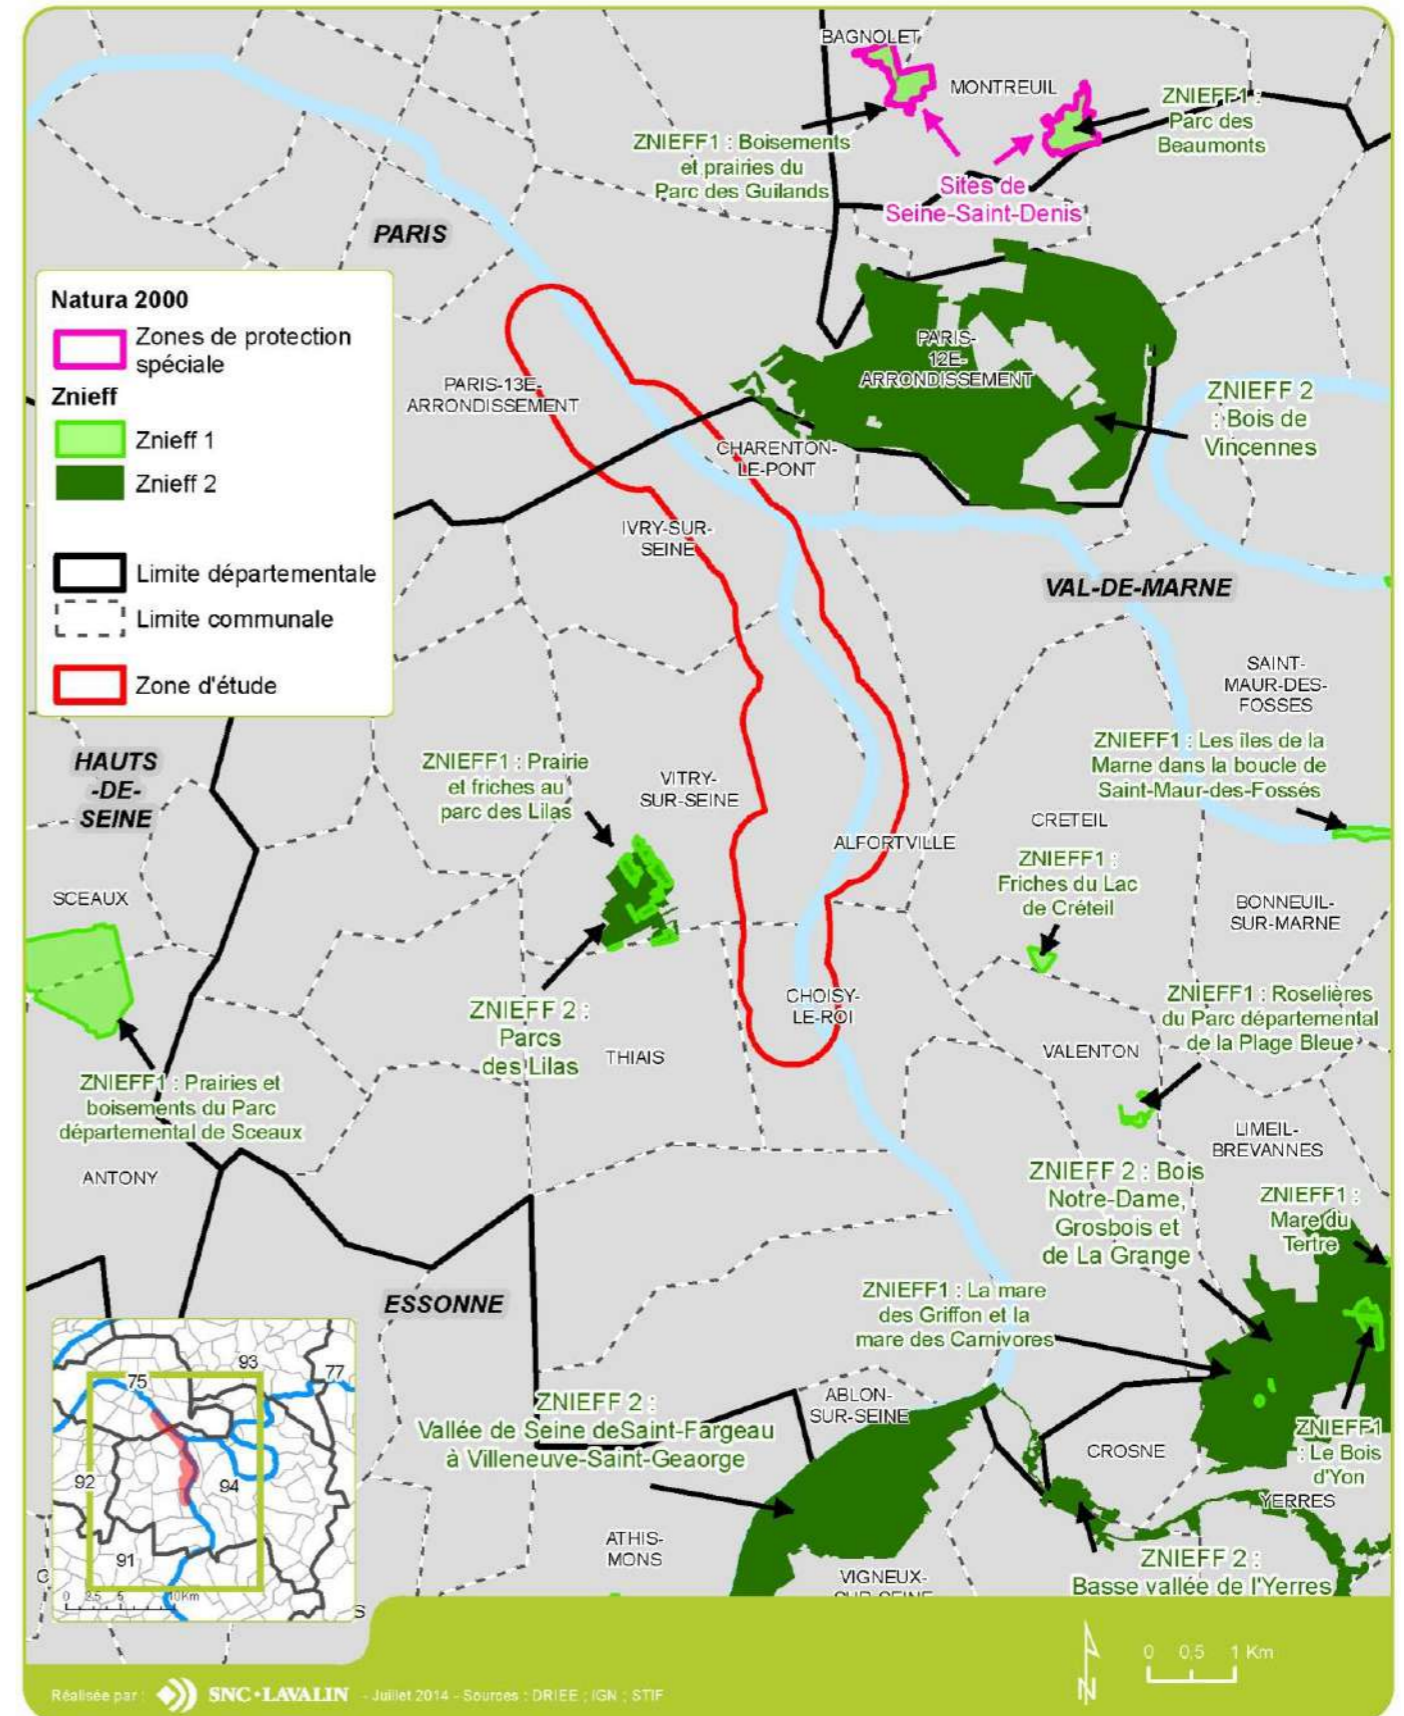 BAGNOLET
MONTREUIL
ZNIEFF1 :
Parc des
Beaumonts
ZNIEFF1 : Boisements
et prairies du
Parc des Guilands
Sites de
Seine-Saint-Denis
PARIS
Natura 2000
Zones de protection
spéciale
Znieff
Znieff 1
Znieff 2
Limite départementale
Limite communale
Zone d'étude
PARIS-13E-
ARRONDISSEMENT
PARIS-
12E-
ARRONDISSEMENT
ZNIEFF 2
: Bois de
Vincennes
CHARENTON-
LE-PONT
IVRY-SUR-
SEINE
VAL-DE-MARNE
SAINT-
MAUR-DES-
FOSSES
HAUTS
-DE-
SEINE
ZNIEFF1 : Prairie
et friches au
parc des Lilas
VITRY-
SUR-SEINE
ZNIEFF1 : Les îles de la
Marne dans la boucle de
Saint-Maur-des-Fossés
CRETEIL
ALFORTVILLE
ZNIEFF1 :
Friches du Lac
de Créteil
SCEAUX
BONNEUIL-
SUR-MARNE
CHOISY-
LE-ROI
ZNIEFF1 : Roselières
du Parc départemental
de la Plage Bleue
ZNIEFF 2 :
Parcs
des Lilas
THIAIS
VALENTON
ZNIEFF1 : Prairies et
boisements du Parc
départemental de Sceaux
ANTONY
LIMEIL-
BREVANNES
ZNIEFF 2 : Bois
Notre-Dame,
Grosbois et
de La Grange
ZNIEFF1 :
Mare du
Tertre
ESSONNE
ZNIEFF1 : La mare
des Griffon et la
mare des Carnivores
93
77
75
92
94
91
0 2,5 5 10Km
ZNIEFF 2 :
Vallée de Seine deSaint-Fargeau
à Villeneuve-Saint-Geaorge
ABLON-
SUR-SEINE
CROSNE
ZNIEFF1
: Le Bois
d'Yon
YERRES
ATHIS-
MONS
VIGNEUX-
SUR-SEINE
ZNIEFF 2 :
Basse vallée de l'Yerres
N
0 0,5 1 Km
Réalisée par : SNC•LAVALIN - Juillet 2014 - Sources : DRIEE ; IGN ; STIF